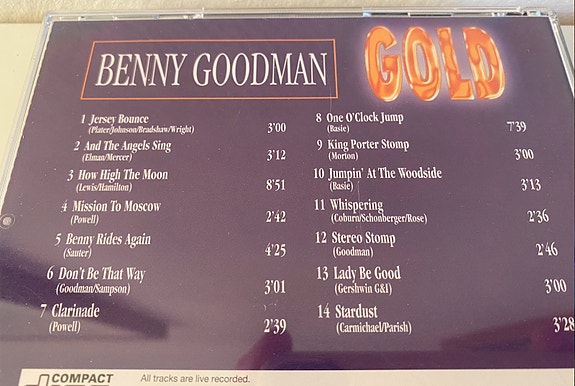 BENNY GOODMAN GOLD
1 Jersey Bounce
(Plater/Johnson/Bradshaw/Wright) 3'00
2 And The Angels Sing
(Elman/Mercer) 3'12
3 How High The Moon
(Lewis/Hamilton) 8'51
4 Mission To Moscow
(Powell) 2'42
5 Benny Rides Again
(Sauter) 4'25
6 Don't Be That Way
(Goodman/Sampson) 3'01
7 Clarinade
(Powell) 2'39
8 One O'Clock Jump
(Basie) 7'39
9 King Porter Stomp
(Morton) 3'00
10 Jumpin' At The Woodside
(Basie) 3'13
11 Whispering
(Coburn/Schonberger/Rose) 2'36
12 Stereo Stomp
(Goodman) 2'46
13 Lady Be Good
(Gershwin G&I) 3'00
14 Stardust
(Carmichael/Parish) 3'28
COMPACT
All tracks are live recorded.